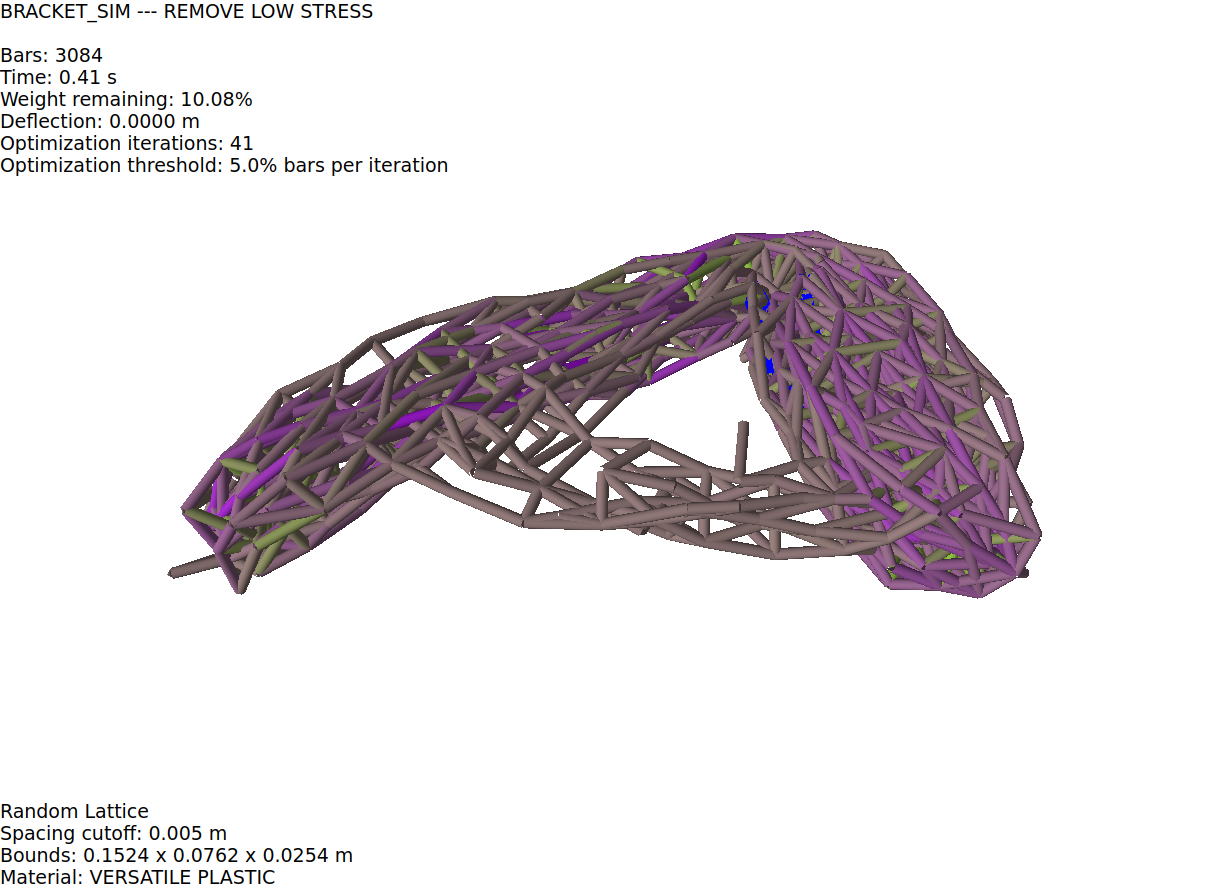 BRACKET_SIM --- REMOVE LOW STRESS
Bars: 3084
Time: 0.41 s
Weight remaining: 10.08%
Deflection: 0.0000 m
Optimization iterations: 41
Optimization threshold: 5.0% bars per iteration
Random Lattice
Spacing cutoff: 0.005 m
Bounds: 0.1524 x 0.0762 x 0.0254 m
Material: VERSATILE PLASTIC